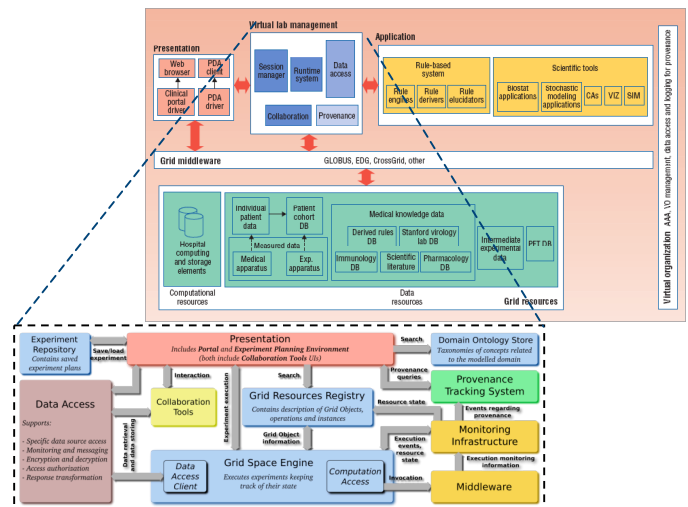 Virtual lab management
Presentation
Application
Web
browser
PDA
client
Clinical
portal
driver
PDA
driver
Session
manager
Runtime
system
Data
access
Collaboration
Provenance
Rule-based
system
Rule
engines
Rule
derivers
Rule
elucidators
Scientific tools
Biostat
applications
Stochastic
modeling
applications
CAs
VIZ
SIM
Virtual organization AAA, I/O management, data access and logging for provenance
Grid middleware
GLOBUS, EDG, CrossGrid, other
Hospital
computing
and storage
elements
Computational
resources
Individual
patient
data
Patient
cohort
DB
Measured data
Medical
apparatus
Exp.
apparatus
Medical knowledge data
Derived rules
DB
Stanford virology
lab DB
Immunology
DB
Scientific
literature
Pharmacology
DB
Intermediate
experimental
data
PFT DB
Data
resources
Grid resources
Experiment
Repository
Contains saved
experiment plans
Save/load
experiment
Presentation
Includes Portal and Experiment Planning Environment
(both include Collaboration Tools UIs)
Search
Domain Ontology Store
Taxonomies of concepts related
to the modelled domain
Interaction
Experiment execution
Search
Provenance
queries
Provenance
Tracking System
Data Access
Supports:
- Specific data source access
- Monitoring and messaging
- Encryption and decryption
- Access authorization
- Response transformation
Collaboration
Tools
Grid Resources Registry
Contains description of Grid Objects,
operations and instances
Resource state
Events regarding
provenance
Monitoring
Infrastructure
Data retrieval
and data storing
Grid Object
information
Execution
events,
resource
state
Execution monitoring
information
Data
Access
Client
Grid Space Engine
Executes experiments keeping
track of their state
Computation
Access
Invocation
Middleware